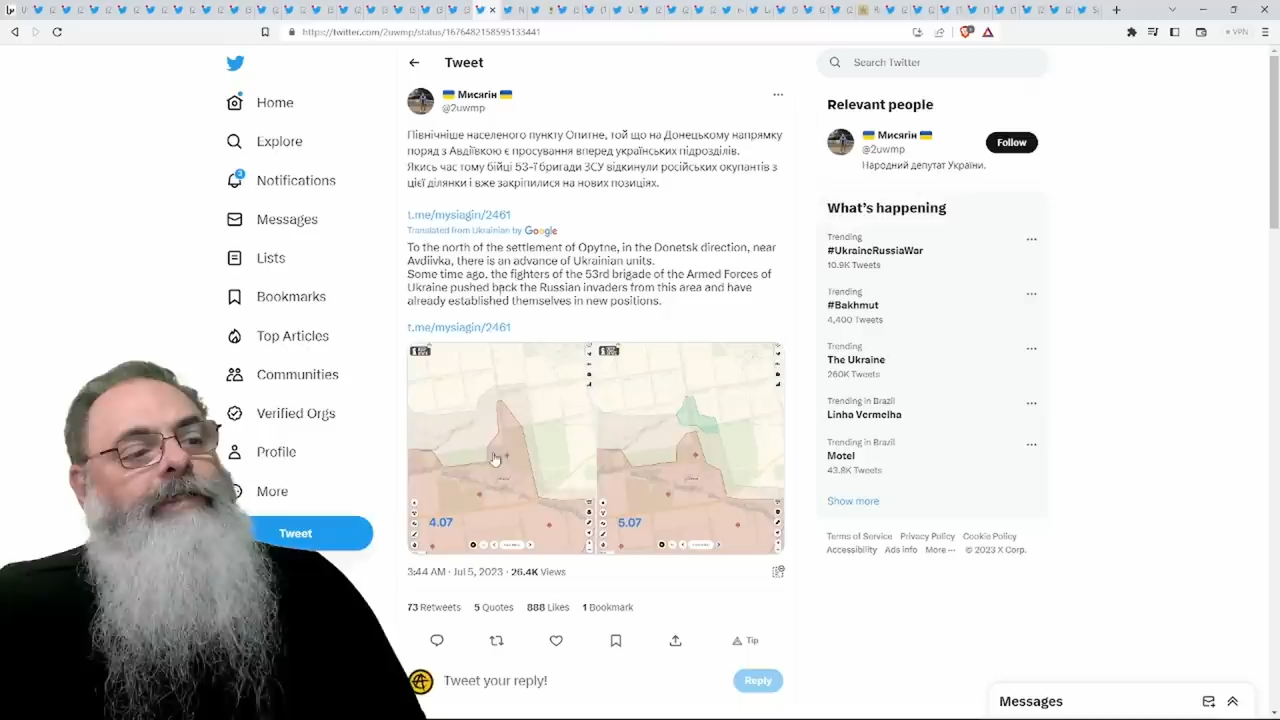 https://twitter.com/2uwmp/status/1676482158595133441
VPN
Home
Explore
3
Notifications
Messages
Lists
Bookmarks
Top Articles
Communities
Verified Orgs
Profile
More
Tweet
Tweet
Мисягін
@2uwmp
Північніше населеного пункту Опитне, той що на Донецькому напрямку
поряд з Авдіївкою є просування вперед українських підрозділів.
Якись час тому бійці 53-ї бригади ЗСУ відкинули російських окупантів з
цієї ділянки і вже закріпилися на нових позиціях.
t.me/mysiagin/2461
Translated from Ukrainian by Google
To the north of the settlement of Opytne, in the Donetsk direction, near
Avdiivka, there is an advance of Ukrainian units.
Some time ago, the fighters of the 53rd brigade of the Armed Forces of
Ukraine pushed back the Russian invaders from this area and have
already established themselves in new positions.
t.me/mysiagin/2461
4.07
5.07
3:44 AM · Jul 5, 2023 · 26.4K Views
73 Retweets 5 Quotes 888 Likes 1 Bookmark
Tip
Tweet your reply!
Reply
Search Twitter
Relevant people
Мисягін
@2uwmp
Follow
Народний депутат України.
What's happening
Trending
#UkraineRussiaWar
10.9K Tweets
Trending
#Bakhmut
4,400 Tweets
Trending
The Ukraine
260K Tweets
Trending in Brazil
Linha Vermelha
Trending in Brazil
Motel
43.8K Tweets
Show more
Terms of Service Privacy Policy Cookie Policy
Accessibility Ads info More ··· © 2023 X Corp.
Messages